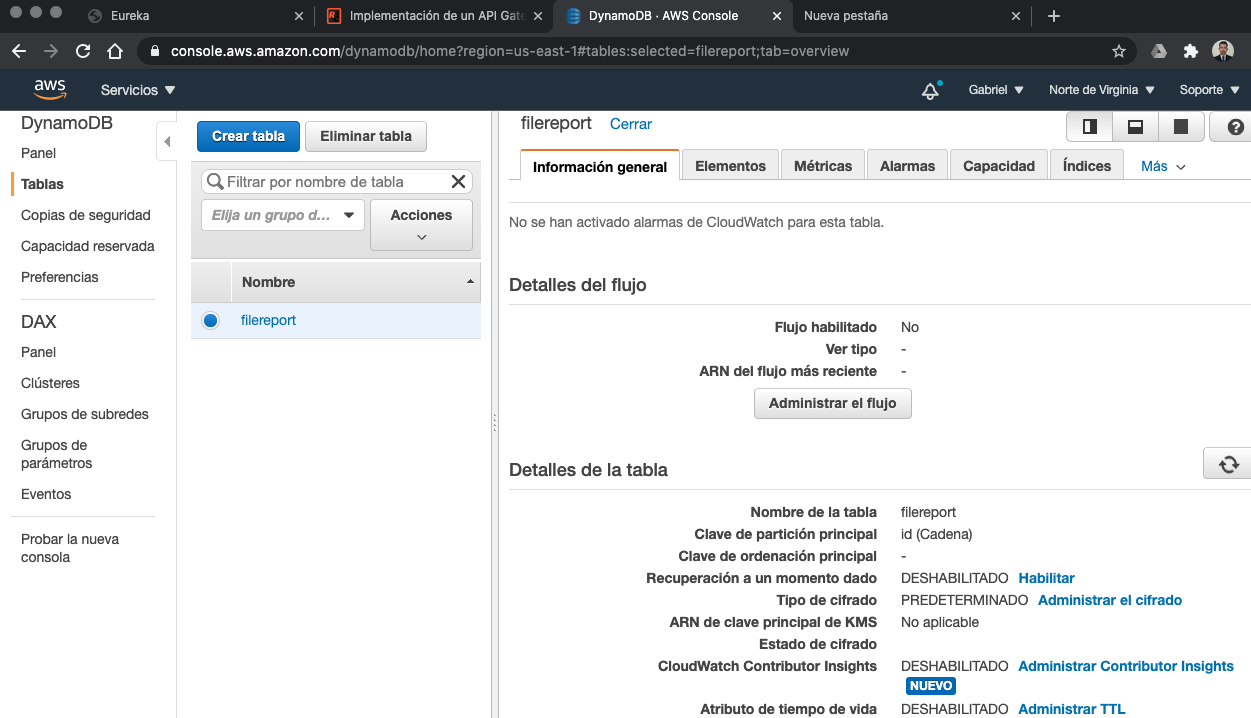 Eureka
Implementación de un API Gate
DynamoDB · AWS Console
Nueva pestaña
console.aws.amazon.com/dynamodb/home?region=us-east-1#tables:selected=filereport;tab=overview
aws
Servicios
Gabriel
Norte de Virginia
Soporte
DynamoDB
Panel
Tablas
Copias de seguridad
Capacidad reservada
Preferencias
DAX
Panel
Clústeres
Grupos de subredes
Grupos de
parámetros
Eventos
Probar la nueva
consola
Crear tabla
Eliminar tabla
Filtrar por nombre de tabla
Elija un grupo d...
Acciones
Nombre
filereport
filereport Cerrar
Información general
Elementos
Métricas
Alarmas
Capacidad
Índices
Más
No se han activado alarmas de CloudWatch para esta tabla.
Detalles del flujo
Flujo habilitado No
Ver tipo -
ARN del flujo más reciente -
Administrar el flujo
Detalles de la tabla
Nombre de la tabla filereport
Clave de partición principal id (Cadena)
Clave de ordenación principal -
Recuperación a un momento dado DESHABILITADO Habilitar
Tipo de cifrado PREDETERMINADO Administrar el cifrado
ARN de clave principal de KMS No aplicable
Estado de cifrado
CloudWatch Contributor Insights DESHABILITADO Administrar Contributor Insights
NUEVO
Atributo de tiempo de vida DESHABILITADO Administrar TTL